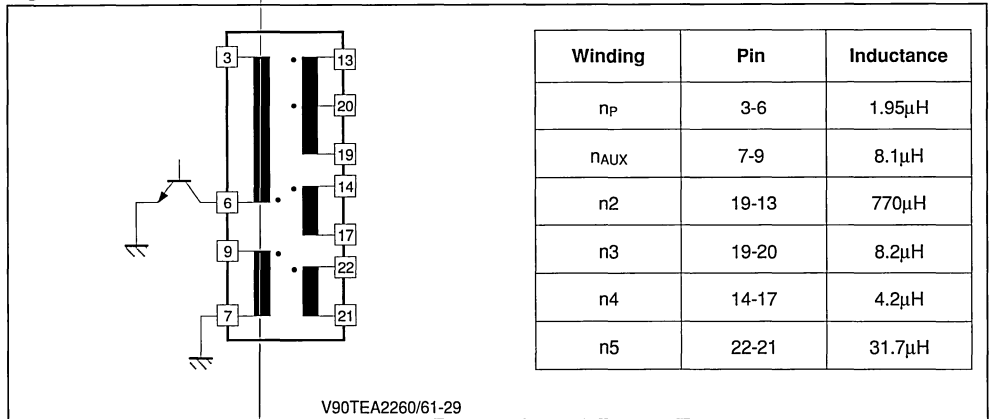 3
13
20
19
14
6
17
9
22
7
21
Winding Pin Inductance
nP 3-6 1.95µH
nAUX 7-9 8.1µH
n2 19-13 770µH
n3 19-20 8.2µH
n4 14-17 4.2µH
n5 22-21 31.7µH
V90TEA2260/61-29